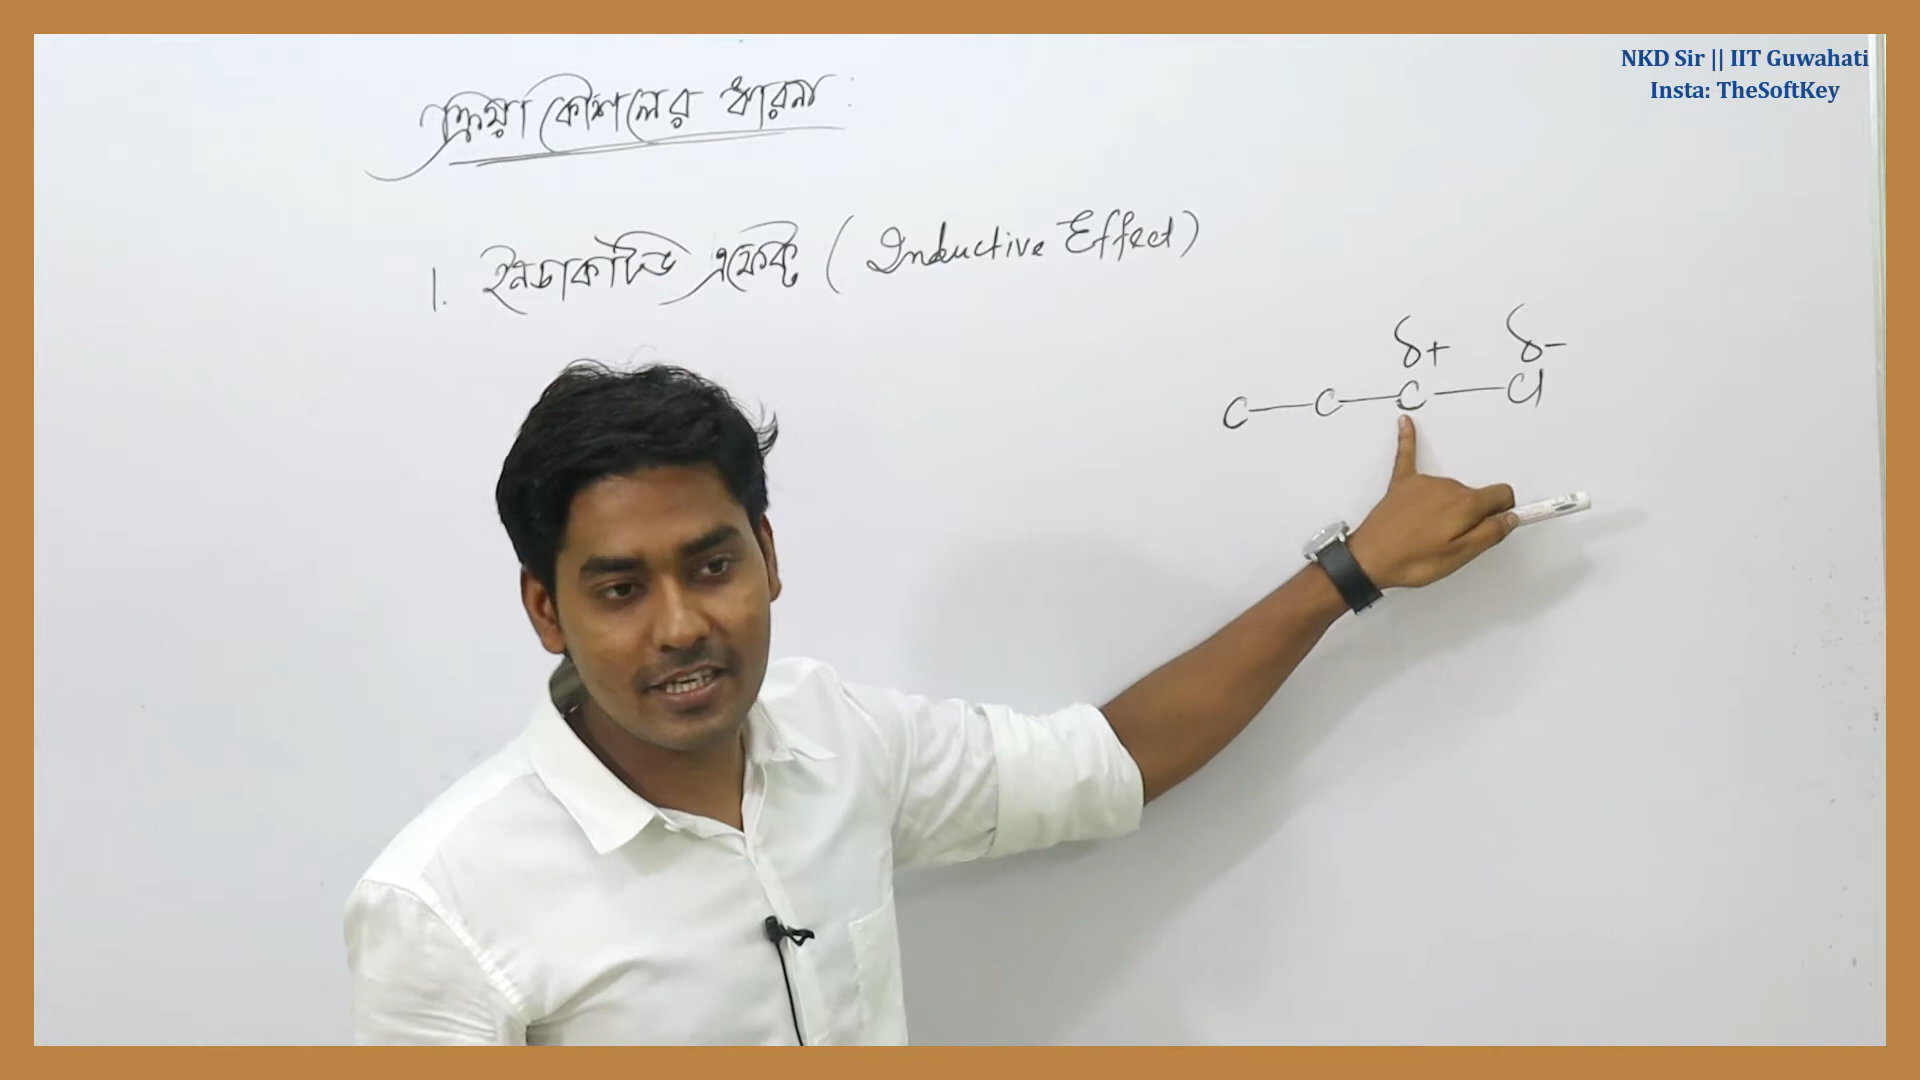 NKD Sir || IIT Guwahati
Insta: TheSoftKey
ক্রিয়া কৌশলের ধারনা :
1. ইনডাকটিভ এফেক্ট ( Inductive Effect )
δ+ δ-
C—C—C—Cl